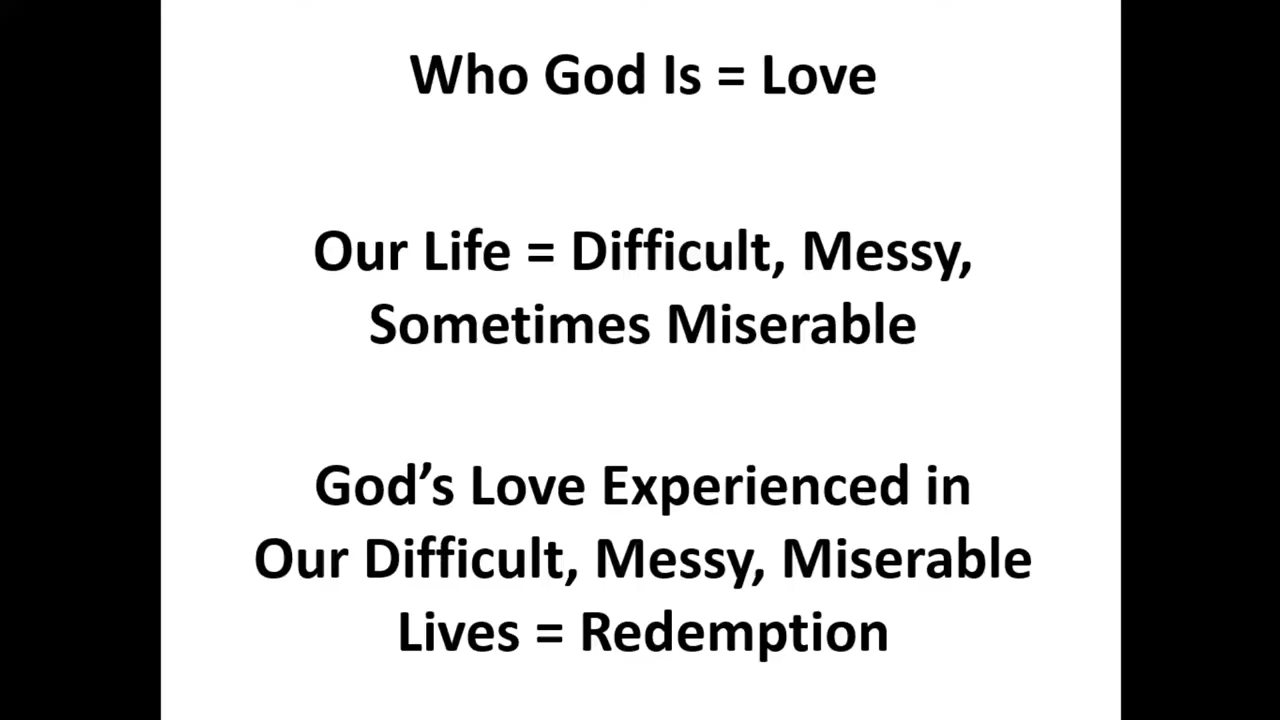 Who God Is = Love
Our Life = Difficult, Messy,
Sometimes Miserable
God’s Love Experienced in
Our Difficult, Messy, Miserable
Lives = Redemption